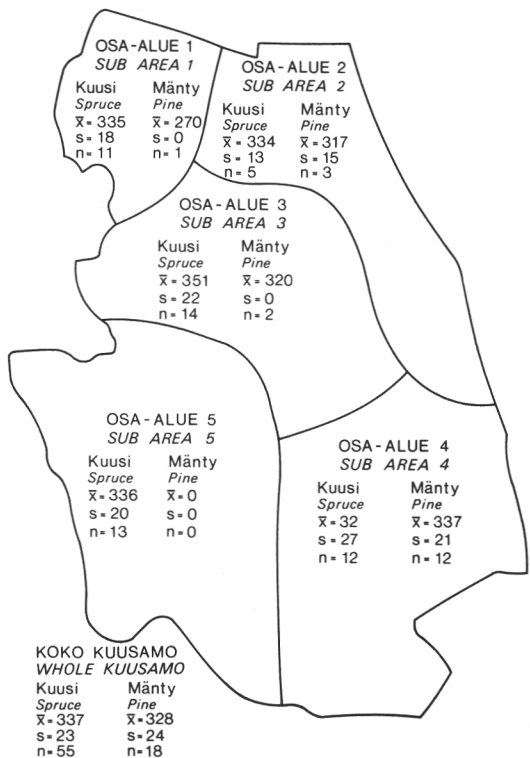 OSA-ALUE 1
SUB AREA 1
Kuusi Mänty
Spruce Pine
x̄=335 x̄=270
s=18 s=0
n=11 n=1
OSA-ALUE 2
SUB AREA 2
Kuusi Mänty
Spruce Pine
x̄=334 x̄=317
s=13 s=15
n=5 n=3
OSA-ALUE 3
SUB AREA 3
Kuusi Mänty
Spruce Pine
x̄=351 x̄=320
s=22 s=0
n=14 n=2
OSA-ALUE 5
SUB AREA 5
Kuusi Mänty
Spruce Pine
x̄=336 x̄=0
s=20 s=0
n=13 n=0
OSA-ALUE 4
SUB AREA 4
Kuusi Mänty
Spruce Pine
x̄=32 x̄=337
s=27 s=21
n=12 n=12
KOKO KUUSAMO
WHOLE KUUSAMO
Kuusi Mänty
Spruce Pine
x̄=337 x̄=328
s=23 s=24
n=55 n=18